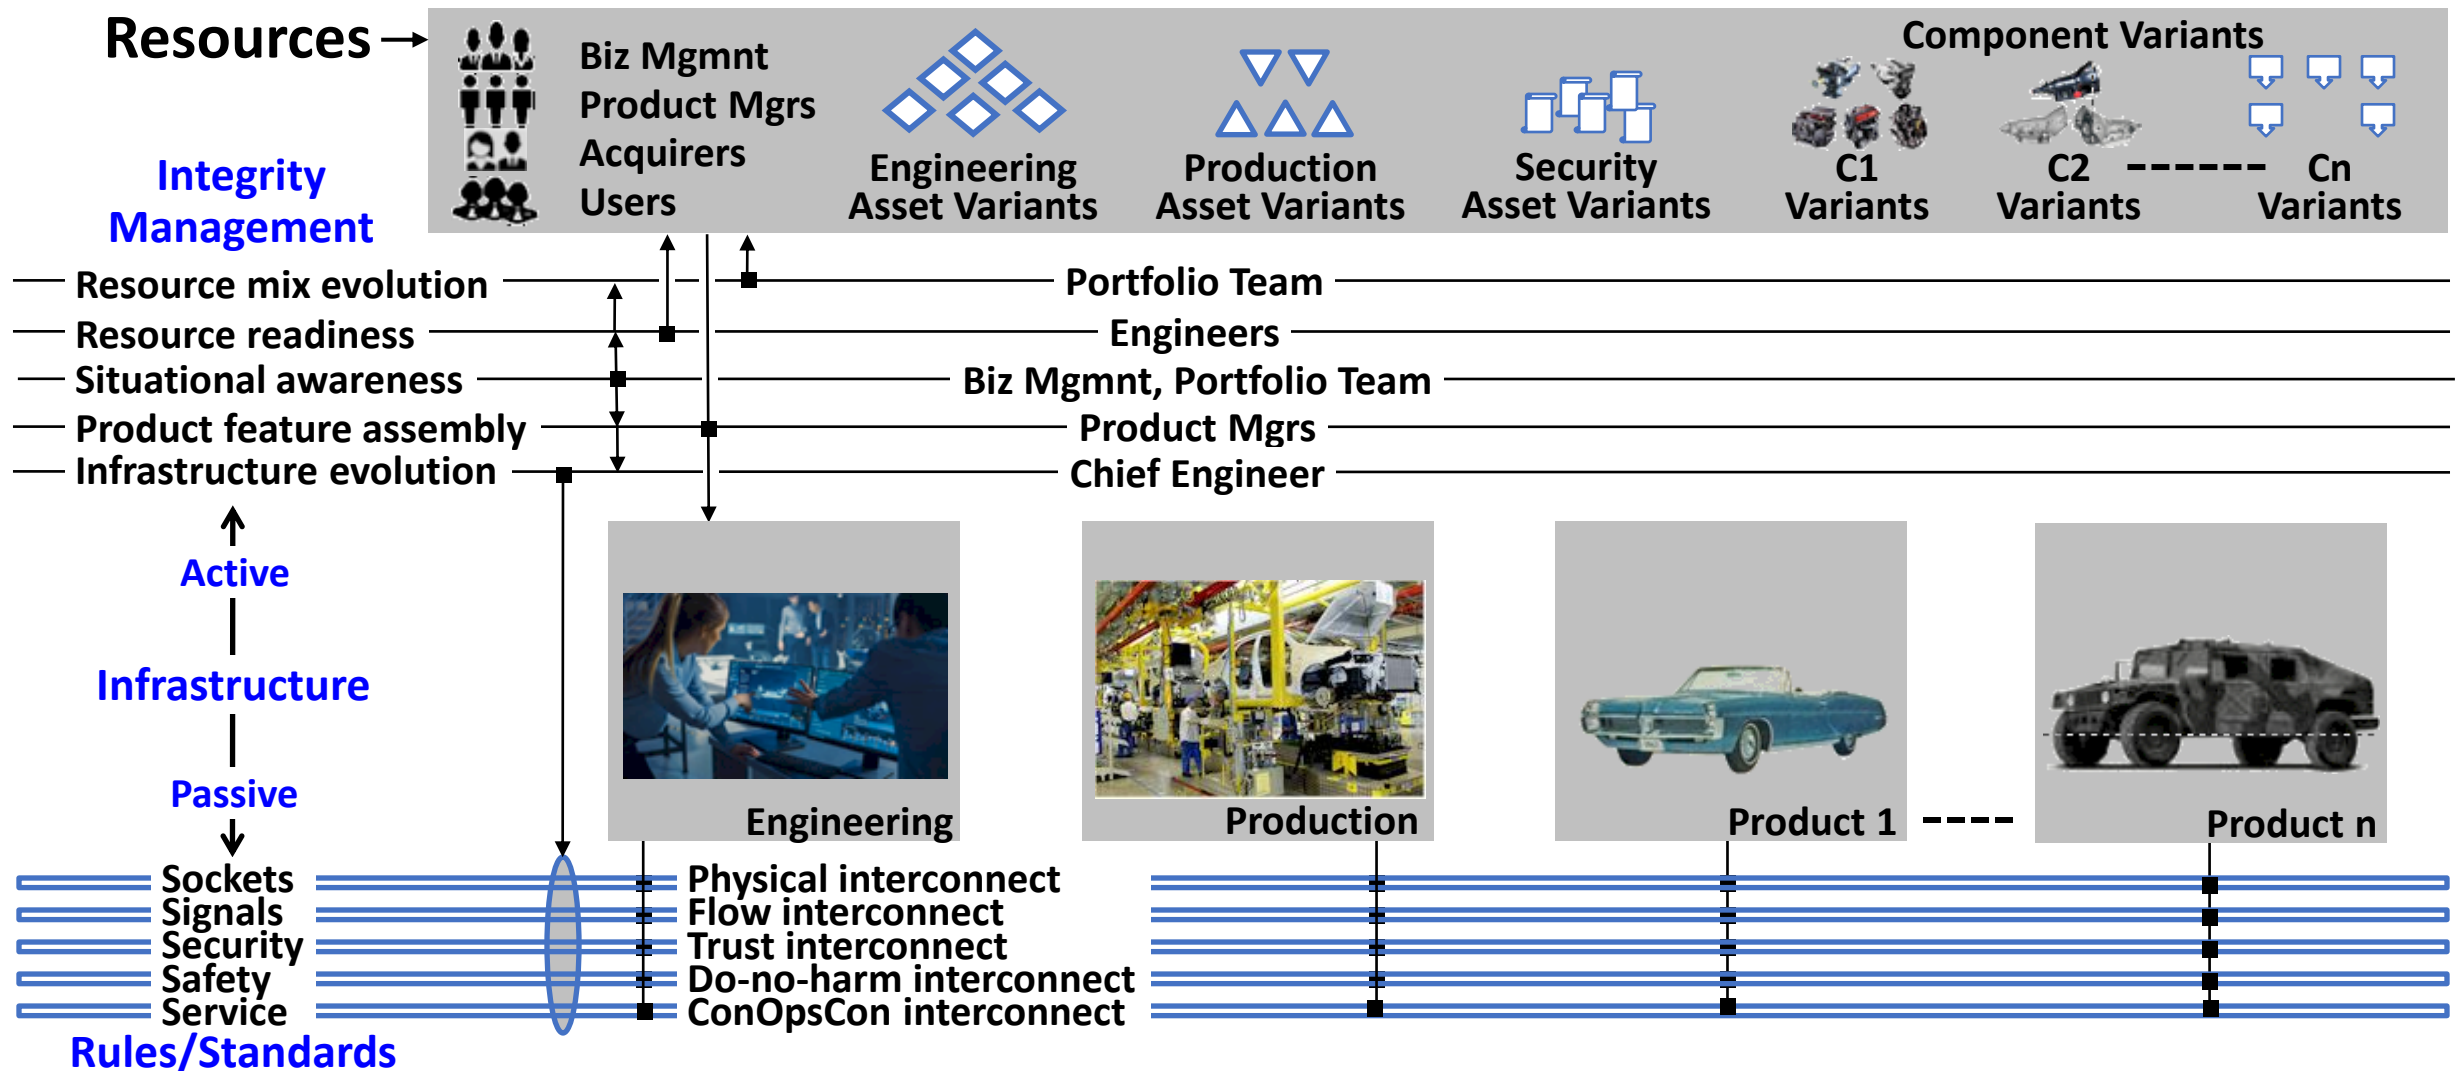 Resources
Biz Mgmnt
Product Mgrs
Acquirers
Users
Engineering
Asset Variants
Production
Asset Variants
Security
Asset Variants
Component Variants
C1
Variants
C2
Variants
Cn
Variants
Integrity
Management
Resource mix evolution
Portfolio Team
Resource readiness
Engineers
Situational awareness
Biz Mgmnt, Portfolio Team
Product feature assembly
Product Mgrs
Infrastructure evolution
Chief Engineer
Active
Infrastructure
Passive
Engineering
Production
Product 1
Product n
Sockets
Physical interconnect
Signals
Flow interconnect
Security
Trust interconnect
Safety
Do-no-harm interconnect
Service
ConOpsCon interconnect
Rules/Standards